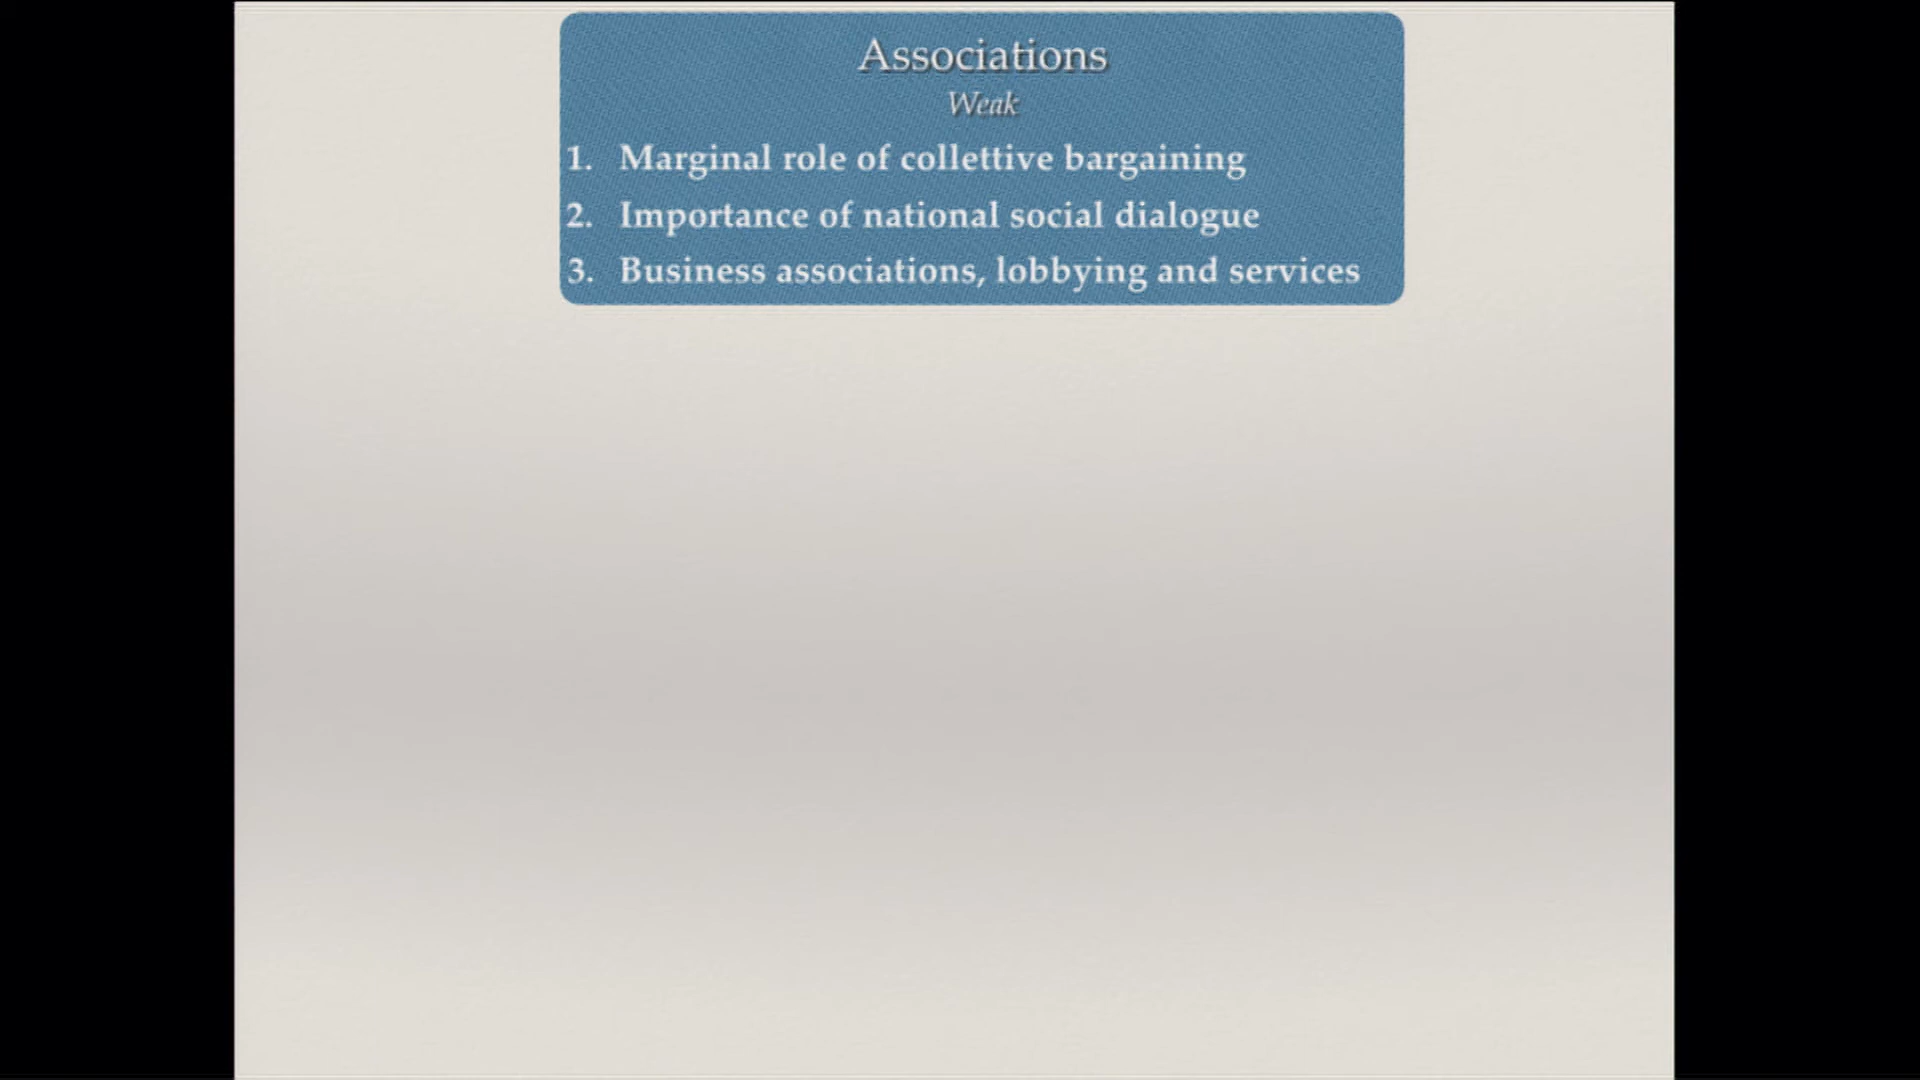 Associations
Weak
1. Marginal role of collettive bargaining
2. Importance of national social dialogue
3. Business associations, lobbying and services